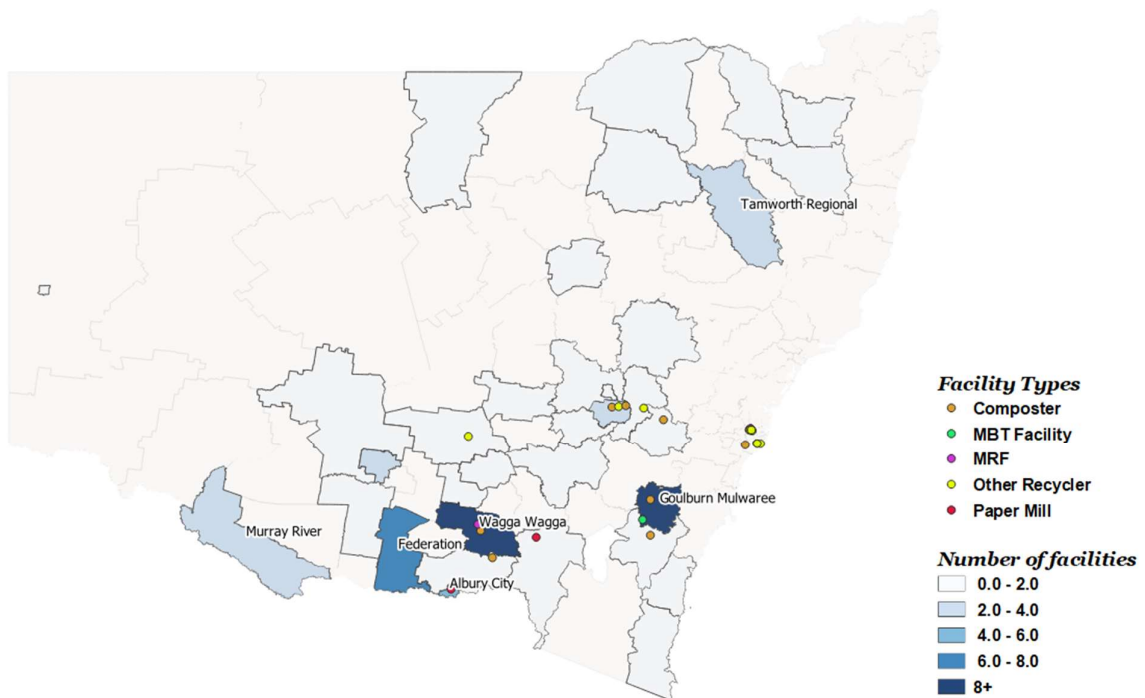 Tamworth Regional
Goulburn Mulwaree
Wagga Wagga
Murray River
Federation
Albury City
Facility Types
Composter
MBT Facility
MRF
Other Recycler
Paper Mill
Number of facilities
0.0 - 2.0
2.0 - 4.0
4.0 - 6.0
6.0 - 8.0
8+